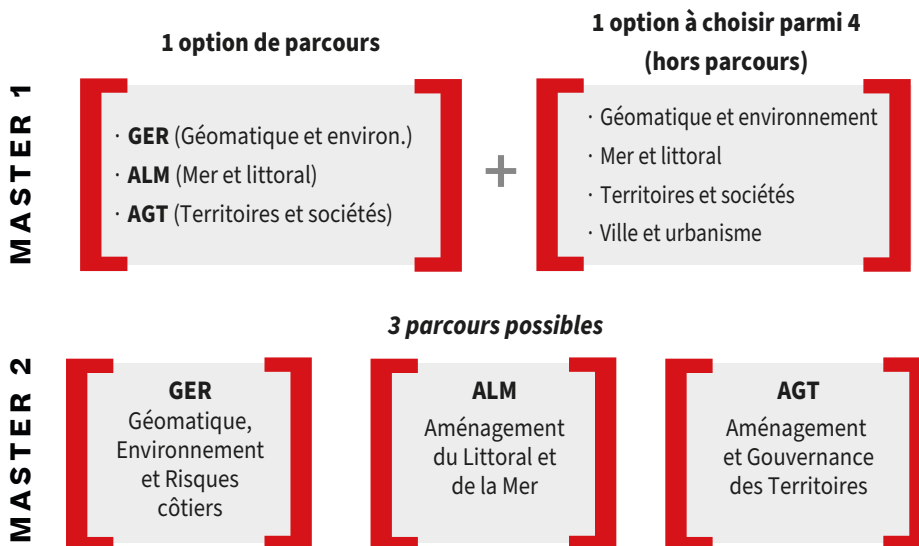 MASTER 1
1 option de parcours
· GER (Géomatique et environ.)
· ALM (Mer et littoral)
· AGT (Territoires et sociétés)
+
1 option à choisir parmi 4
(hors parcours)
· Géomatique et environnement
· Mer et littoral
· Territoires et sociétés
· Ville et urbanisme
MASTER 2
3 parcours possibles
GER
Géomatique,
Environnement
et Risques
côtiers
ALM
Aménagement
du Littoral et
de la Mer
AGT
Aménagement
et Gouvernance
des Territoires